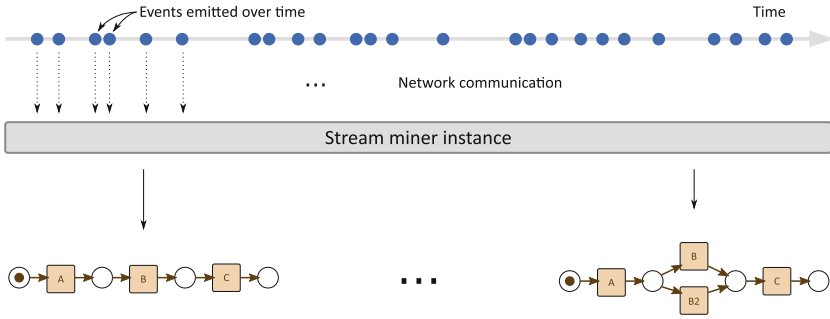 Events emitted over time
Time
...
Network communication
Stream miner instance
A
B
C
...
A
B
B2
C